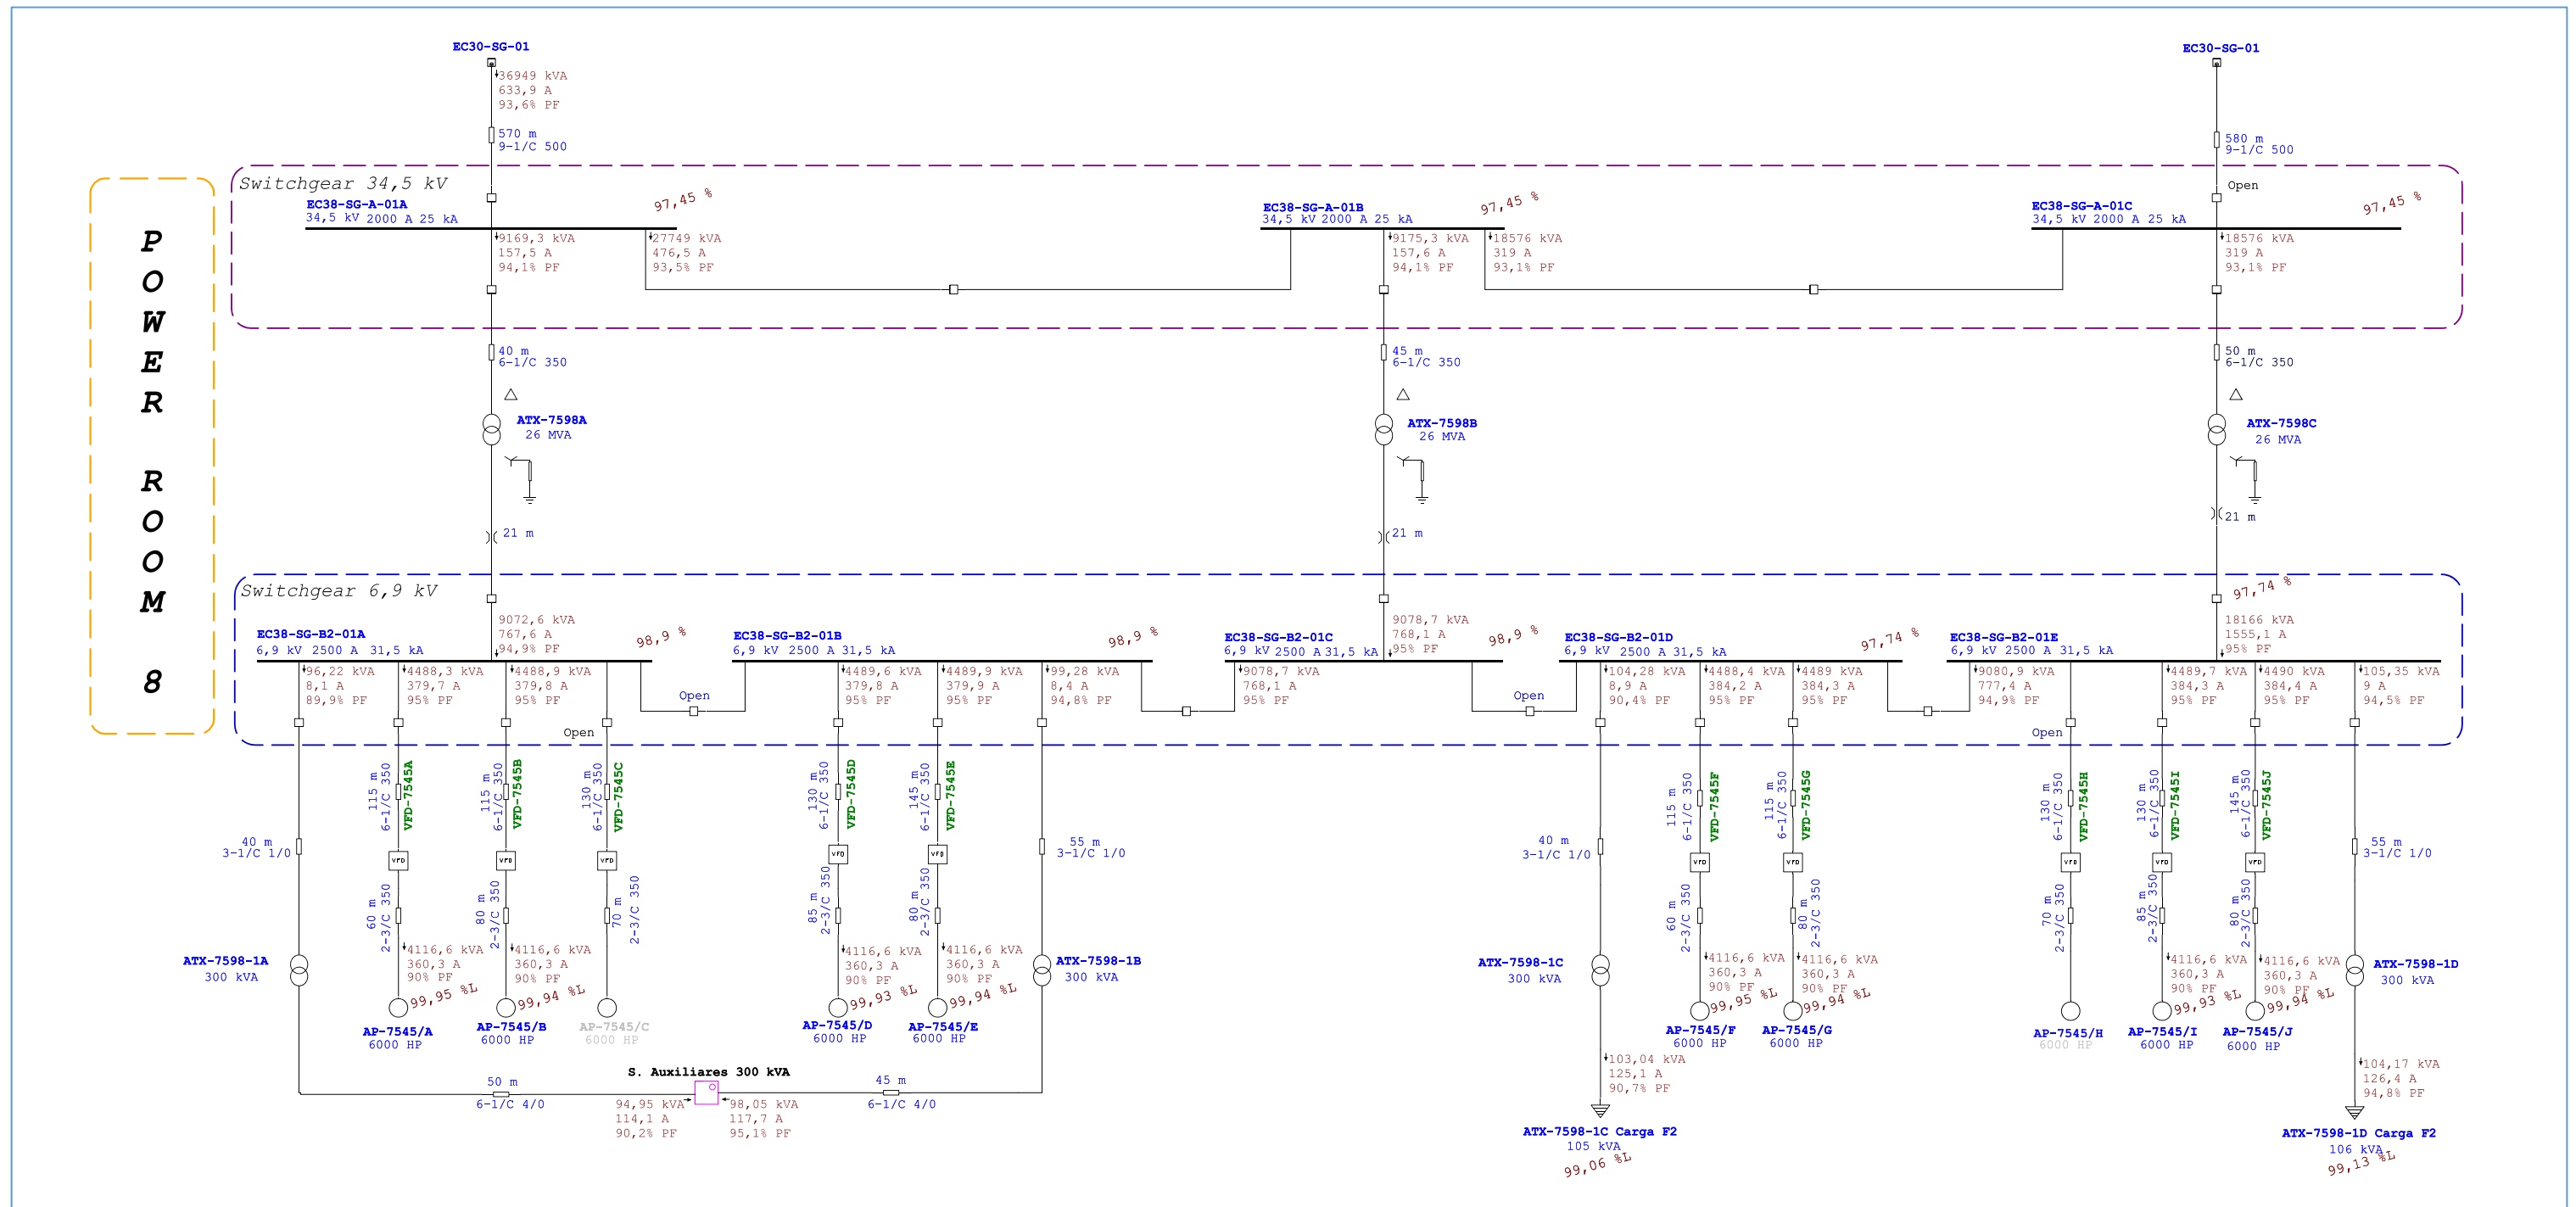 EC30-SG-01
EC30-SG-01
36949 kVA
633,9 A
93,6% PF
570 m
9-1/C 500
580 m
9-1/C 500
POWER ROOM 8
Switchgear 34,5 kV
Open
EC38-SG-A-01A
34,5 kV 2000 A 25 kA
97,45 %
EC38-SG-A-01B
34,5 kV 2000 A 25 kA
97,45 %
EC38-SG-A-01C
34,5 kV 2000 A 25 kA
97,45 %
9169,3 kVA
157,5 A
94,1% PF
27749 kVA
476,5 A
93,5% PF
9175,3 kVA
157,6 A
94,1% PF
18576 kVA
319 A
93,1% PF
18576 kVA
319 A
93,1% PF
40 m
6-1/C 350
45 m
6-1/C 350
50 m
6-1/C 350
ATX-7598A
26 MVA
ATX-7598B
26 MVA
ATX-7598C
26 MVA
21 m
21 m
21 m
Switchgear 6,9 kV
9072,6 kVA
767,6 A
94,9% PF
9078,7 kVA
768,1 A
95% PF
97,74 %
18166 kVA
1555,1 A
95% PF
EC38-SG-B2-01A
6,9 kV 2500 A 31,5 kA
98,9 %
EC38-SG-B2-01B
6,9 kV 2500 A 31,5 kA
98,9 %
EC38-SG-B2-01C
6,9 kV 2500 A 31,5 kA
98,9 %
EC38-SG-B2-01D
6,9 kV 2500 A 31,5 kA
97,74 %
EC38-SG-B2-01E
6,9 kV 2500 A 31,5 kA
96,22 kVA
8,1 A
89,9% PF
4488,3 kVA
379,7 A
95% PF
4488,9 kVA
379,8 A
95% PF
Open
4489,6 kVA
379,8 A
95% PF
4489,9 kVA
379,9 A
95% PF
99,28 kVA
8,4 A
94,8% PF
9078,7 kVA
768,1 A
95% PF
Open
104,28 kVA
8,9 A
90,4% PF
4488,4 kVA
384,2 A
95% PF
4489 kVA
384,3 A
95% PF
9080,9 kVA
777,4 A
94,9% PF
4489,7 kVA
384,3 A
95% PF
4490 kVA
384,4 A
95% PF
105,35 kVA
9 A
94,5% PF
Open
Open
115 m
6-1/C 350
VFD-7545A
115 m
6-1/C 350
VFD-7545B
130 m
6-1/C 350
VFD-7545C
130 m
6-1/C 350
VFD-7545D
145 m
6-1/C 350
VFD-7545E
115 m
6-1/C 350
VFD-7545F
115 m
6-1/C 350
VFD-7545G
130 m
6-1/C 350
VFD-7545H
130 m
6-1/C 350
VFD-7545I
145 m
6-1/C 350
VFD-7545J
40 m
3-1/C 1/0
55 m
3-1/C 1/0
40 m
3-1/C 1/0
55 m
3-1/C 1/0
VFD
VFD
VFD
VFD
VFD
VFD
VFD
VFD
VFD
VFD
60 m
2-3/C 350
80 m
2-3/C 350
70 m
2-3/C 350
85 m
2-3/C 350
80 m
2-3/C 350
60 m
2-3/C 350
80 m
2-3/C 350
70 m
2-3/C 350
85 m
2-3/C 350
80 m
2-3/C 350
ATX-7598-1A
300 kVA
4116,6 kVA
360,3 A
90% PF
99,95 %L
4116,6 kVA
360,3 A
90% PF
99,94 %L
4116,6 kVA
360,3 A
90% PF
99,93 %L
4116,6 kVA
360,3 A
90% PF
99,94 %L
ATX-7598-1B
300 kVA
ATX-7598-1C
300 kVA
4116,6 kVA
360,3 A
90% PF
99,95 %L
4116,6 kVA
360,3 A
90% PF
99,94 %L
4116,6 kVA
360,3 A
90% PF
99,93 %L
4116,6 kVA
360,3 A
90% PF
99,94 %L
ATX-7598-1D
300 kVA
AP-7545/A
6000 HP
AP-7545/B
6000 HP
AP-7545/C
6000 HP
AP-7545/D
6000 HP
AP-7545/E
6000 HP
AP-7545/F
6000 HP
AP-7545/G
6000 HP
AP-7545/H
6000 HP
AP-7545/I
6000 HP
AP-7545/J
6000 HP
S. Auxiliares 300 kVA
50 m
6-1/C 4/0
45 m
6-1/C 4/0
94,95 kVA
114,1 A
90,2% PF
98,05 kVA
117,7 A
95,1% PF
103,04 kVA
125,1 A
90,7% PF
104,17 kVA
126,4 A
94,8% PF
ATX-7598-1C Carga F2
105 kVA
99,06 %L
ATX-7598-1D Carga F2
106 kVA
99,13 %L